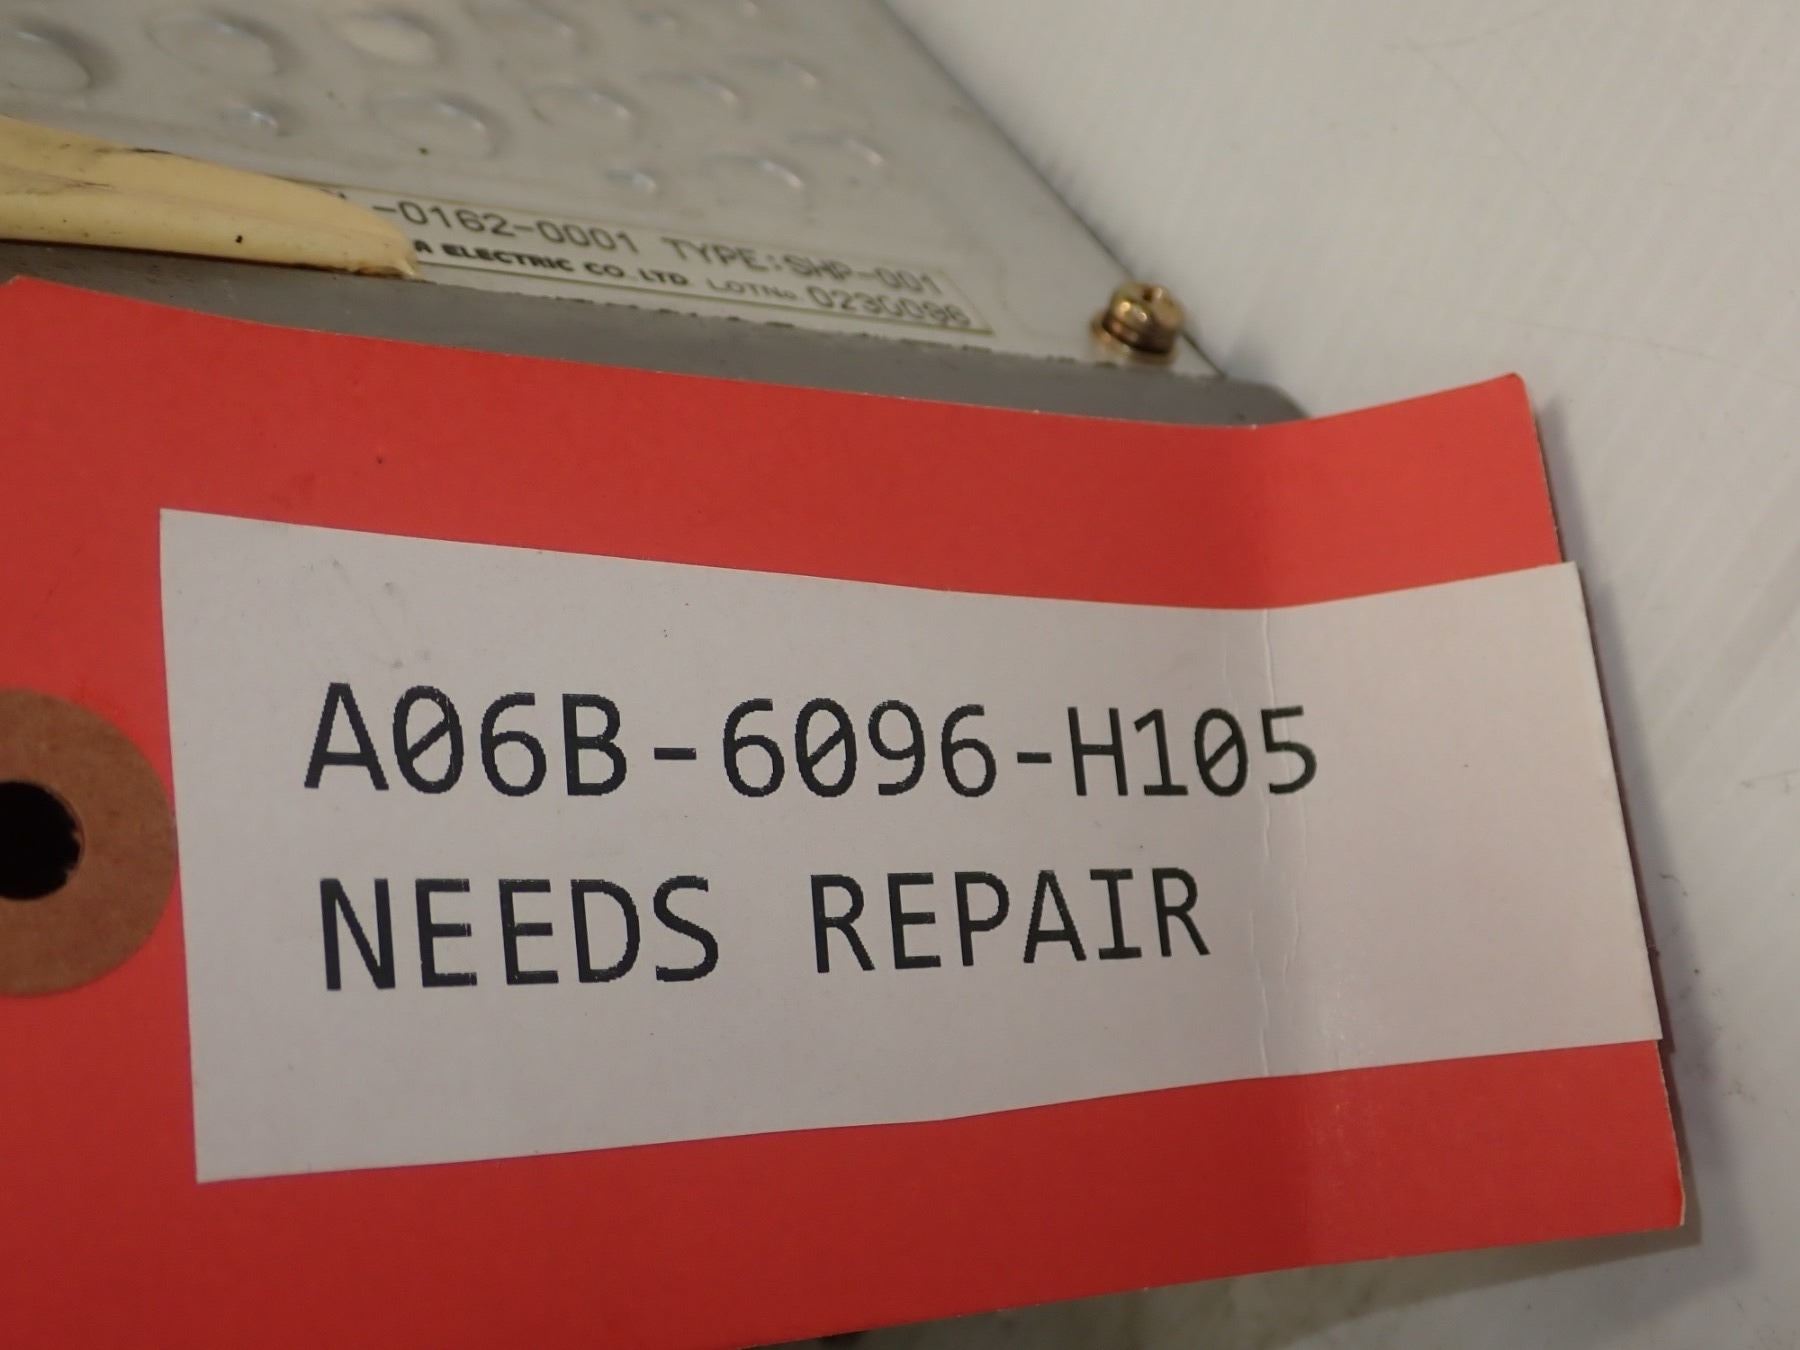 -0162-0001 TYPE:SHP-001
A ELECTRIC CO.,LTD. LOTNo. 0230096
A06B-6096-H105
NEEDS REPAIR